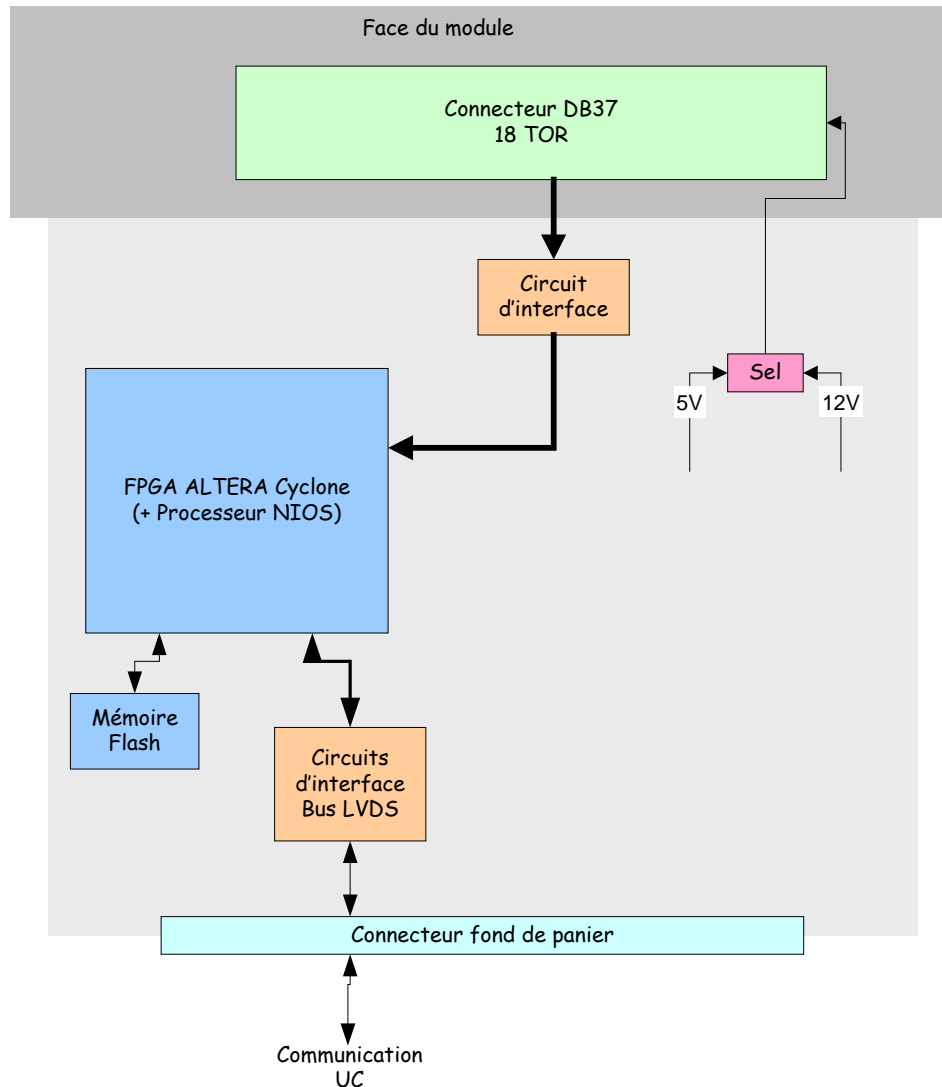 Face du module
Connecteur DB37
18 TOR
Circuit
d'interface
Sel
5V
12V
FPGA ALTERA Cyclone
(+ Processeur NIOS)
Mémoire
Flash
Circuits
d'interface
Bus LVDS
Connecteur fond de panier
Communication
UC